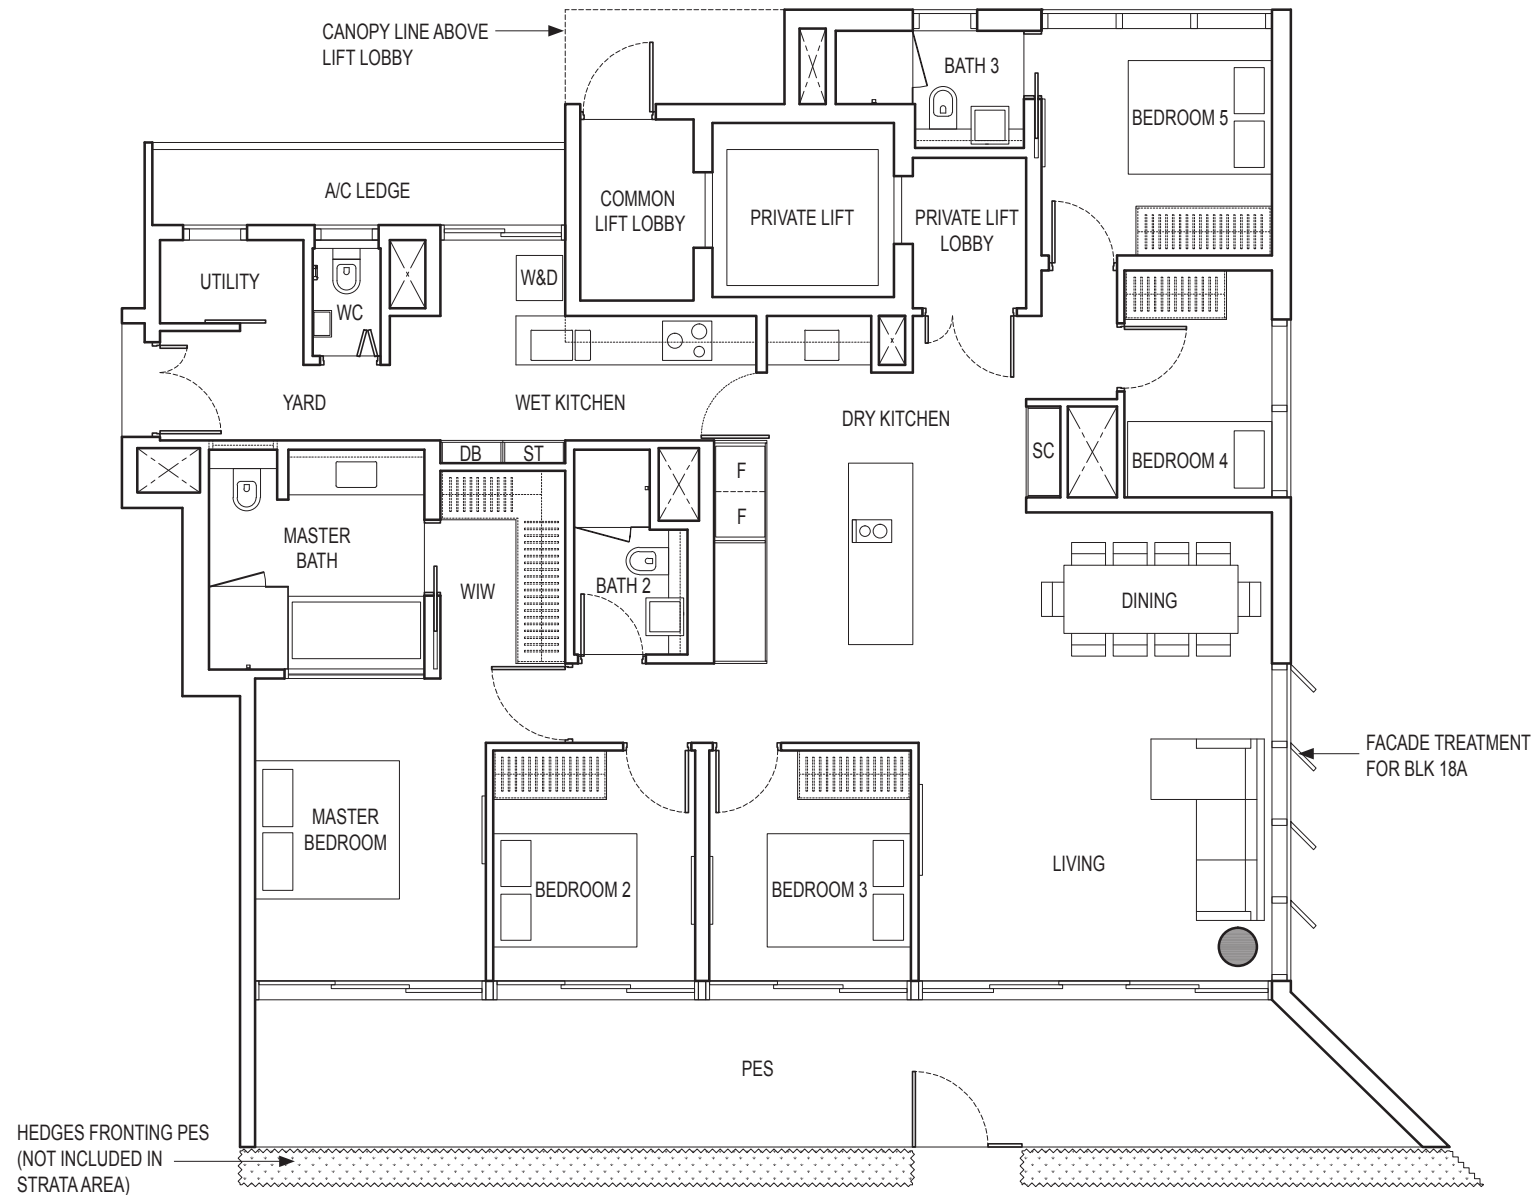 CANOPY LINE ABOVE
LIFT LOBBY
BATH 3
BEDROOM 5
A/C LEDGE
COMMON
LIFT LOBBY
PRIVATE LIFT
PRIVATE LIFT
LOBBY
UTILITY
WC
W&D
YARD
WET KITCHEN
DRY KITCHEN
DB
ST
F
F
SC
BEDROOM 4
MASTER
BATH
WIW
BATH 2
DINING
FACADE TREATMENT
FOR BLK 18A
MASTER
BEDROOM
BEDROOM 2
BEDROOM 3
LIVING
PES
HEDGES FRONTING PES
(NOT INCLUDED IN
STRATA AREA)